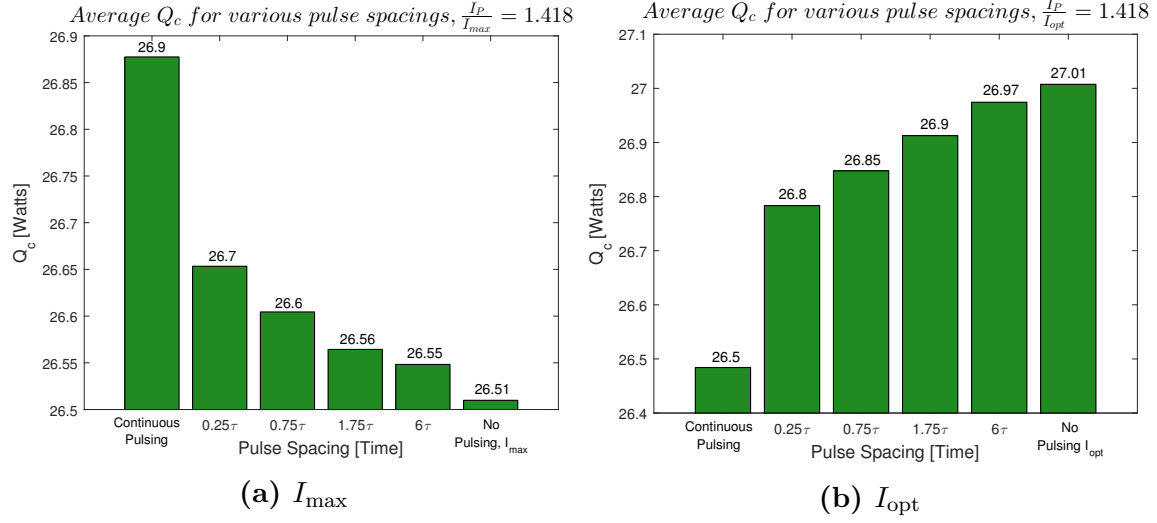 Average Q_c for various pulse spacings, I_P/I_max = 1.418
26.9
26.85
26.8
26.75
26.7
26.65
26.6
26.55
26.5
Q_c [Watts]
26.9
26.7
26.6
26.56
26.55
26.51
Continuous
Pulsing
0.25τ
0.75τ
1.75τ
6τ
No
Pulsing, I_max
Pulse Spacing [Time]
(a) I_max
Average Q_c for various pulse spacings, I_P/I_opt = 1.418
27.1
27
26.9
26.8
26.7
26.6
26.5
26.4
Q_c [Watts]
26.5
26.8
26.85
26.9
26.97
27.01
Continuous
Pulsing
0.25τ
0.75τ
1.75τ
6τ
No
Pulsing I_opt
Pulse Spacing [Time]
(b) I_opt